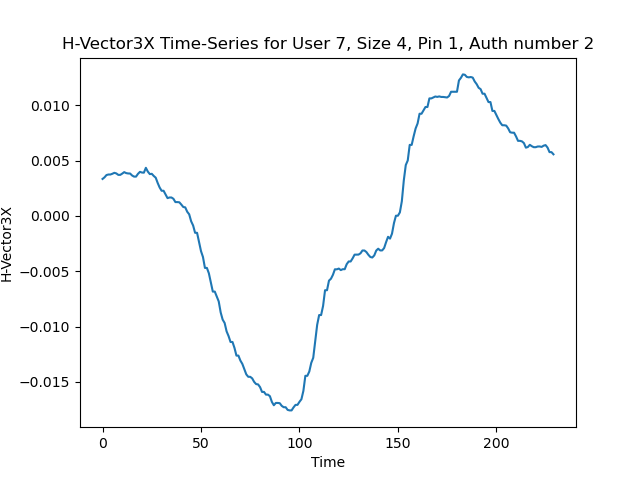 H-Vector3X Time-Series for User 7, Size 4, Pin 1, Auth number 2
0.010
0.005
0.000
−0.005
−0.010
−0.015
H-Vector3X
0 50 100 150 200
Time